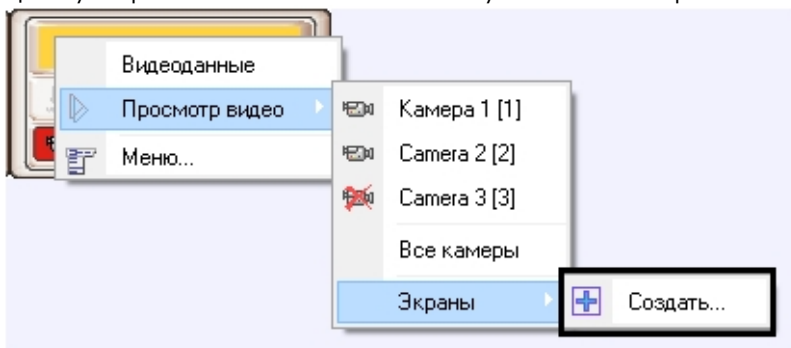 Видеоданные
Просмотр видео
Меню...
Камера 1 [1]
Camera 2 [2]
Camera 3 [3]
Все камеры
Экраны
Создать...